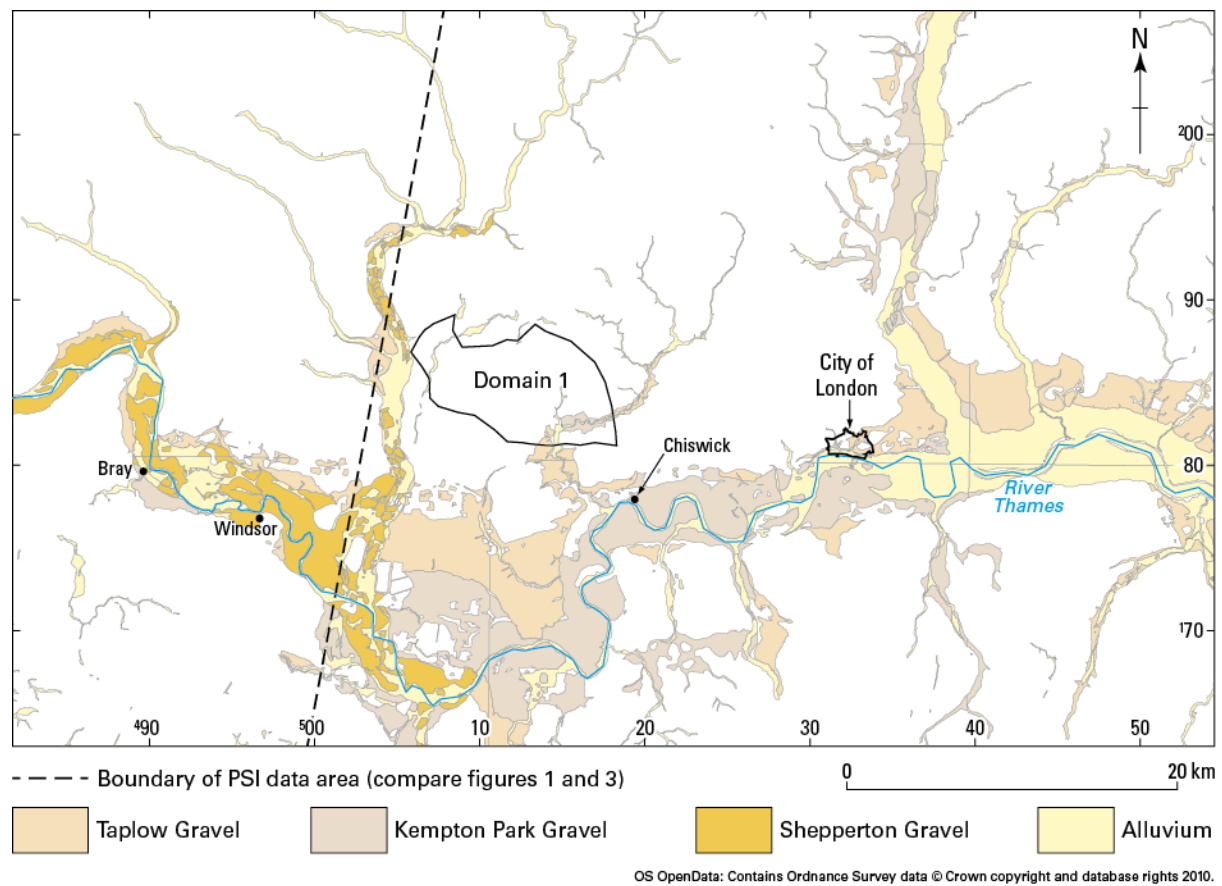 N
200
90
City of
London
Domain 1
Chiswick
Bray
80
River
Thames
Windsor
70
490
500
10
20
30
40
50
Boundary of PSI data area (compare figures 1 and 3)
0
20 km
Taplow Gravel
Kempton Park Gravel
Shepperton Gravel
Alluvium
OS OpenData: Contains Ordnance Survey data © Crown copyright and database rights 2010.